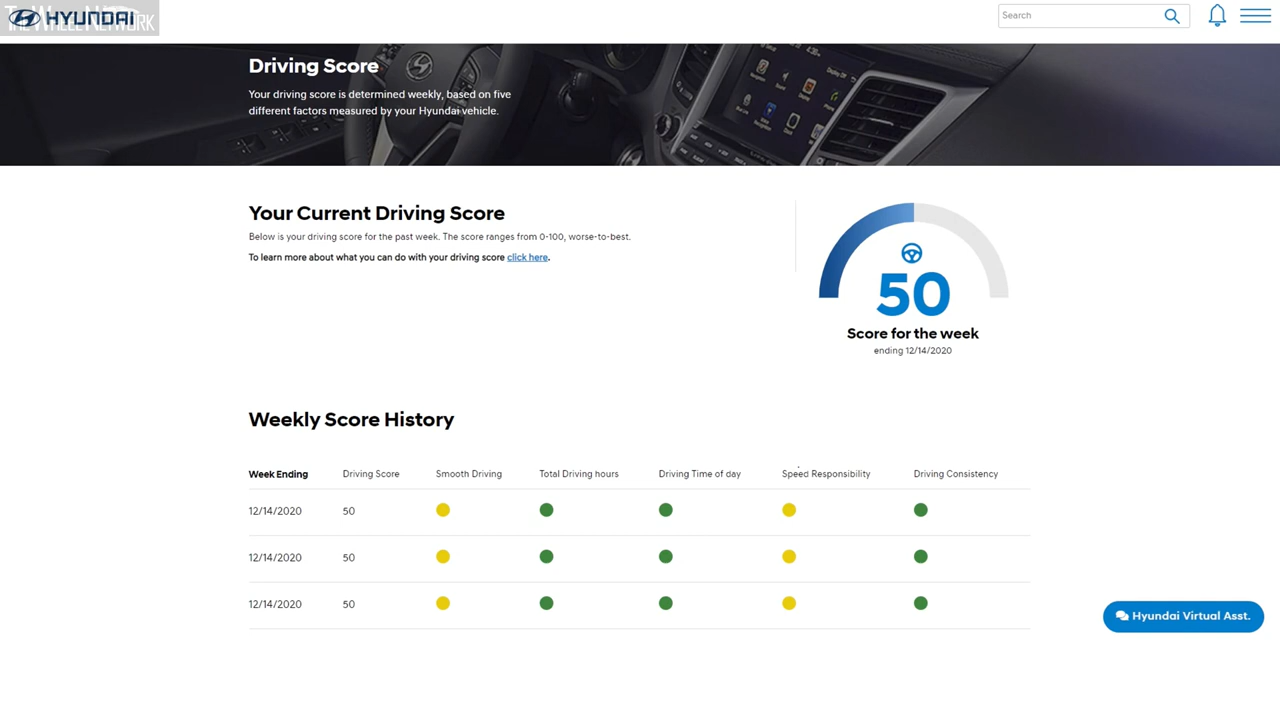 THE WHEEL NETWORK
HYUNDAI
Search
Driving Score
Your driving score is determined weekly, based on five
different factors measured by your Hyundai vehicle.
Your Current Driving Score
Below is your driving score for the past week. The score ranges from 0-100, worse-to-best.
To learn more about what you can do with your driving score click here.
50
Score for the week
ending 12/14/2020
Weekly Score History
Week Ending Driving Score Smooth Driving Total Driving hours Driving Time of day Speed Responsibility Driving Consistency
12/14/2020 50
12/14/2020 50
12/14/2020 50
Hyundai Virtual Asst.